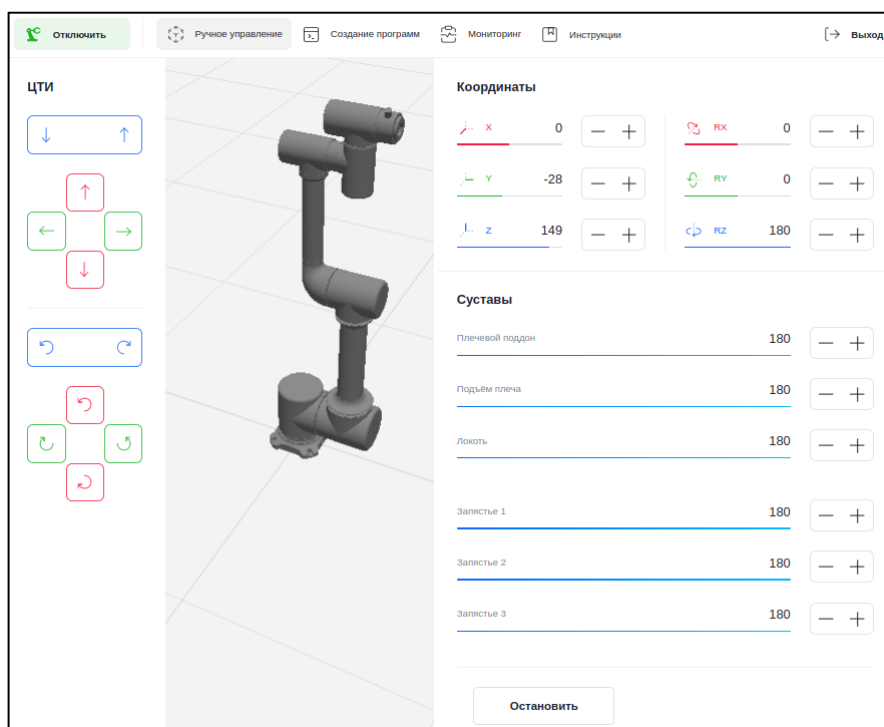 Отключить
Ручное управление
Создание программ
Мониторинг
Инструкции
Выход
ЦТИ
Координаты
X 0 — + RX 0 — +
Y -28 — + RY 0 — +
Z 149 — + RZ 180 — +
Суставы
Плечевой поддон 180 — +
Подъём плеча 180 — +
Локоть 180 — +
Запястье 1 180 — +
Запястье 2 180 — +
Запястье 3 180 — +
Остановить